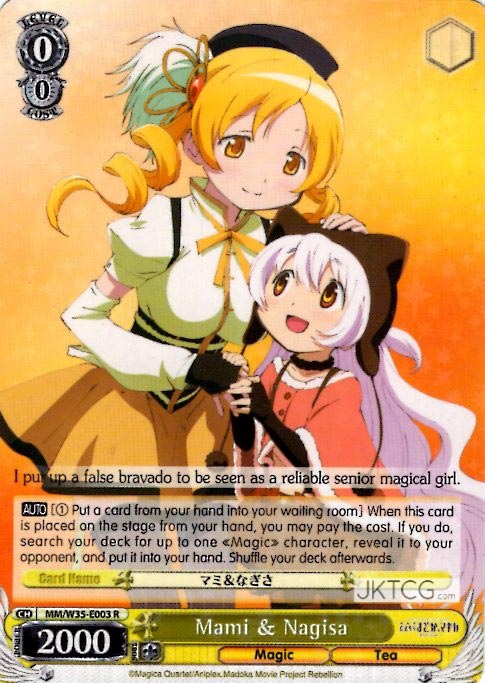 LEVEL
0
0
COST
I put up a false bravado to be seen as a reliable senior magical girl.
AUTO [① Put a card from your hand into your waiting room] When this card
is placed on the stage from your hand, you may pay the cost. If you do,
search your deck for up to one «Magic» character, reveal it to your
opponent, and put it into your hand. Shuffle your deck afterwards.
Card Name マミ&なぎさ
JKTCG.com
CH MM/W35-E003 R
POWER 2000 Mami & Nagisa
SOUL Magic Tea
©Magica Quartet/Aniplex.Madoka Movie Project Rebellion